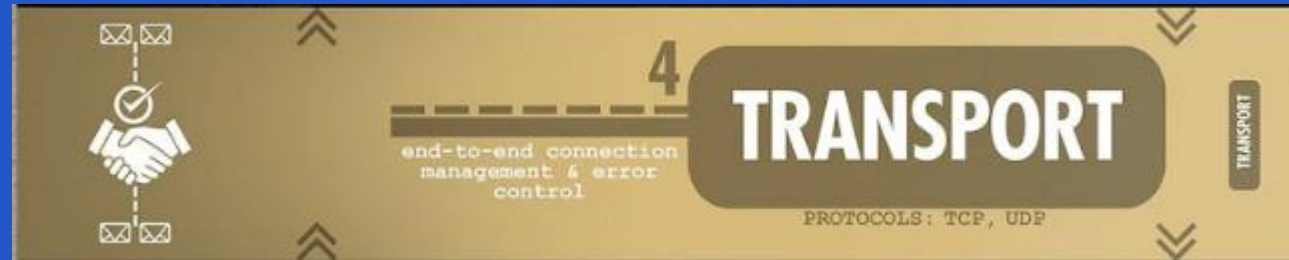 4
TRANSPORT
end-to-end connection
management & error
control
PROTOCOLS: TCP, UDP
TRANSPORT